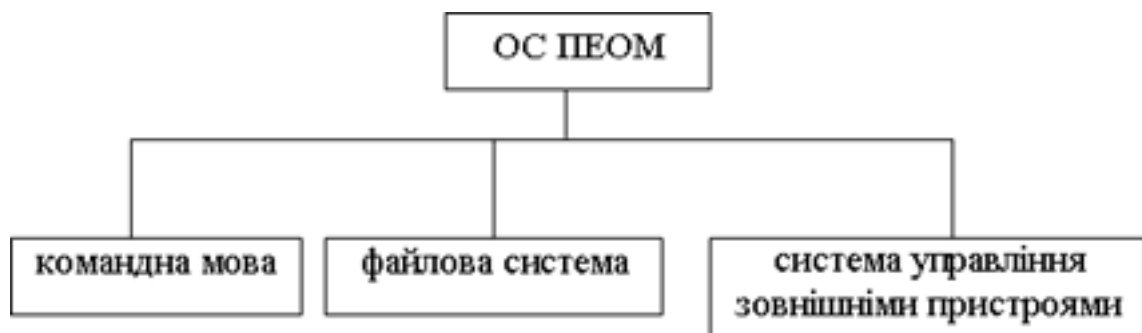 ОС ПЕОМ
командна мова
файлова система
система управління
зовнішніми пристроями